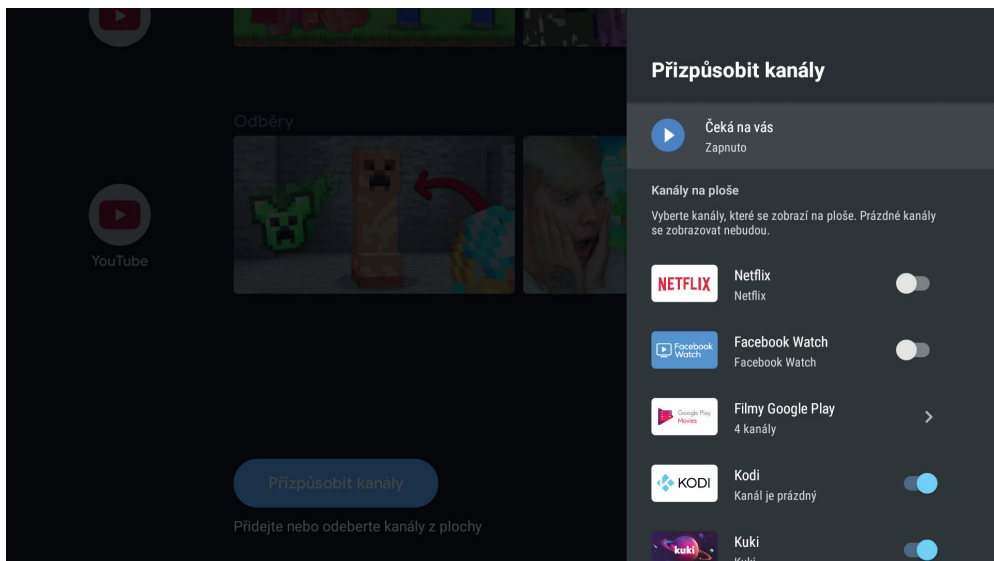 Odběry
YouTube
Přizpůsobit kanály
Přidejte nebo odeberte kanály z plochy
Přizpůsobit kanály
Čeká na vás
Zapnuto
Kanály na ploše
Vyberte kanály, které se zobrazí na ploše. Prázdné kanály
se zobrazovat nebudou.
NETFLIX
Netflix
Netflix
Facebook
Watch
Facebook Watch
Facebook Watch
Google Play
Movies
Filmy Google Play
4 kanály
KODI
Kodi
Kanál je prázdný
kuki
Kuki
Kuki